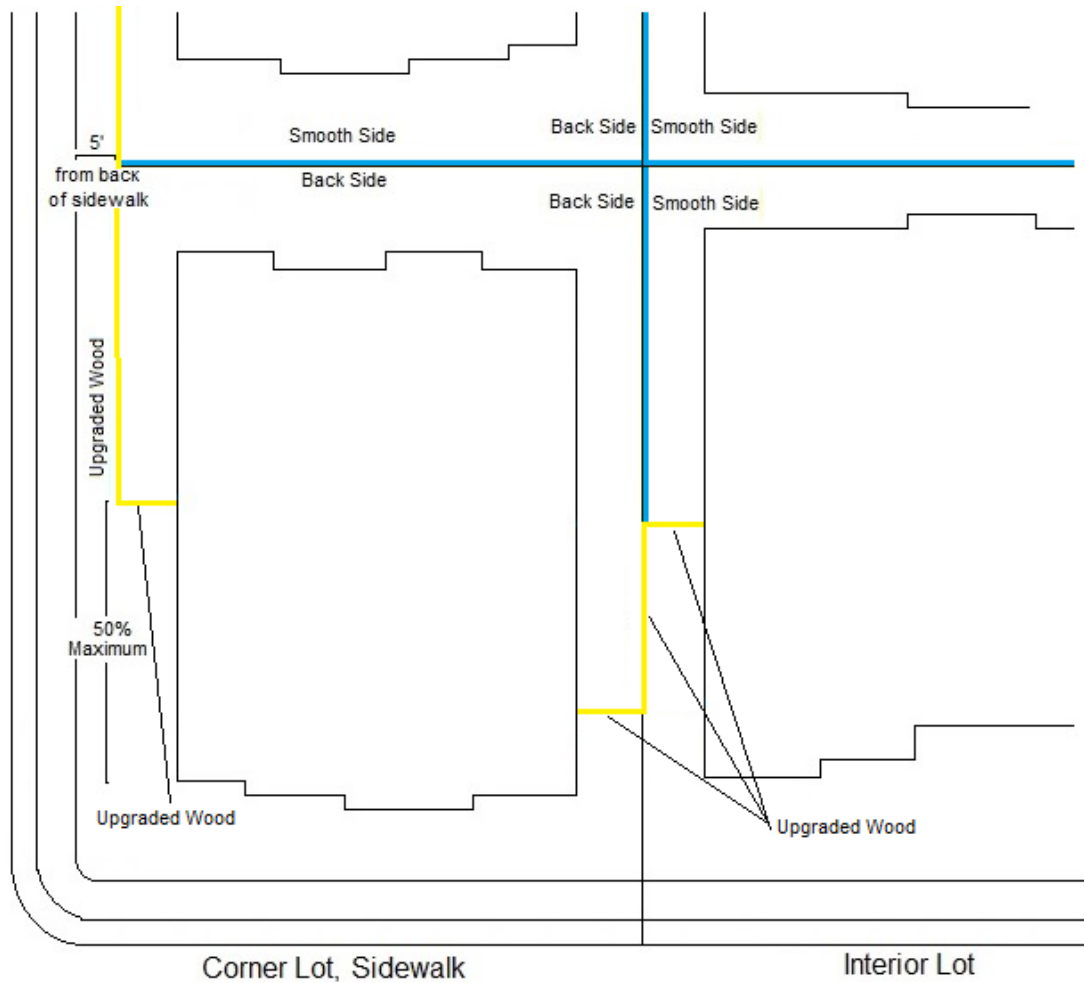 Back Side
Smooth Side
Smooth Side
5'
from back
of sidewalk
Back Side
Back Side
Smooth Side
Upgraded Wood
50%
Maximum
Upgraded Wood
Upgraded Wood
Corner Lot, Sidewalk
Interior Lot